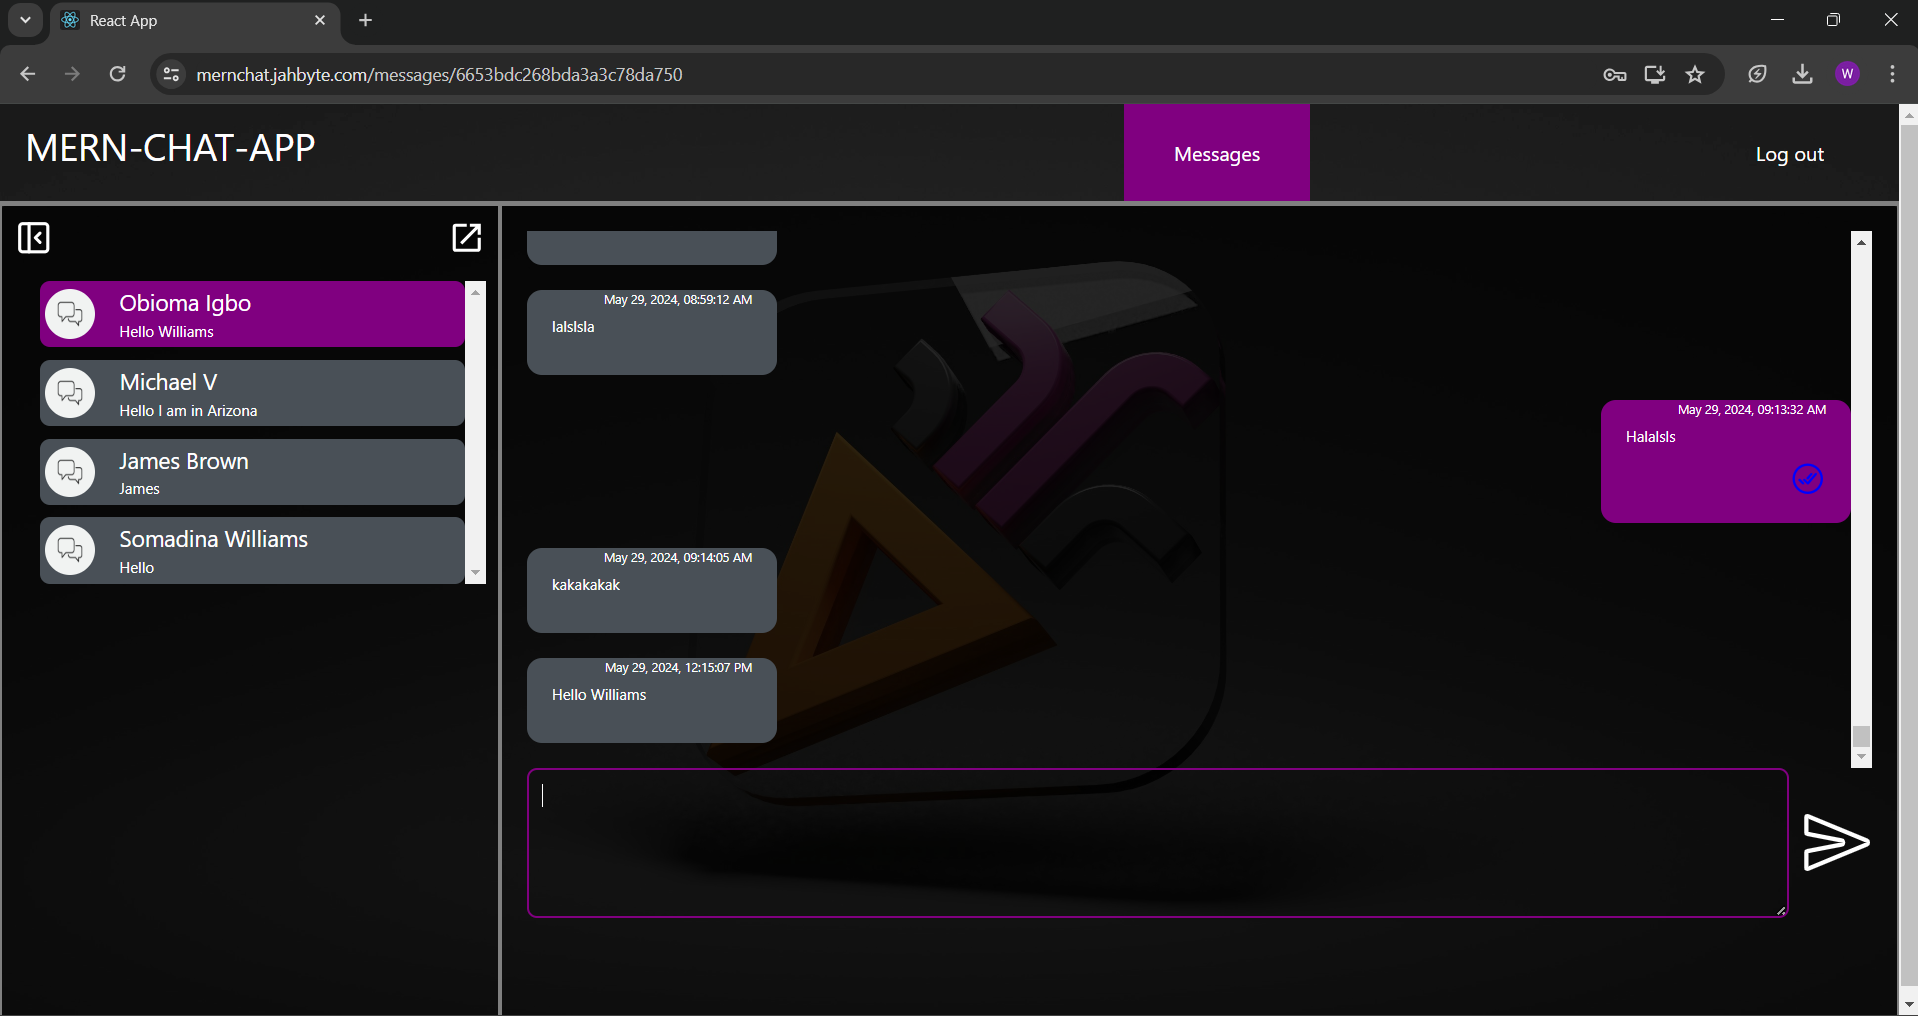 React App
mernchat.jahbyte.com/messages/6653bdc268bda3a3c78da750
W
MERN-CHAT-APP
Messages
Log out
Obioma Igbo
Hello Williams
Michael V
Hello I am in Arizona
James Brown
James
Somadina Williams
Hello
May 29, 2024, 08:59:12 AM
lalslsla
May 29, 2024, 09:13:32 AM
Halalsls
May 29, 2024, 09:14:05 AM
kakakakak
May 29, 2024, 12:15:07 PM
Hello Williams